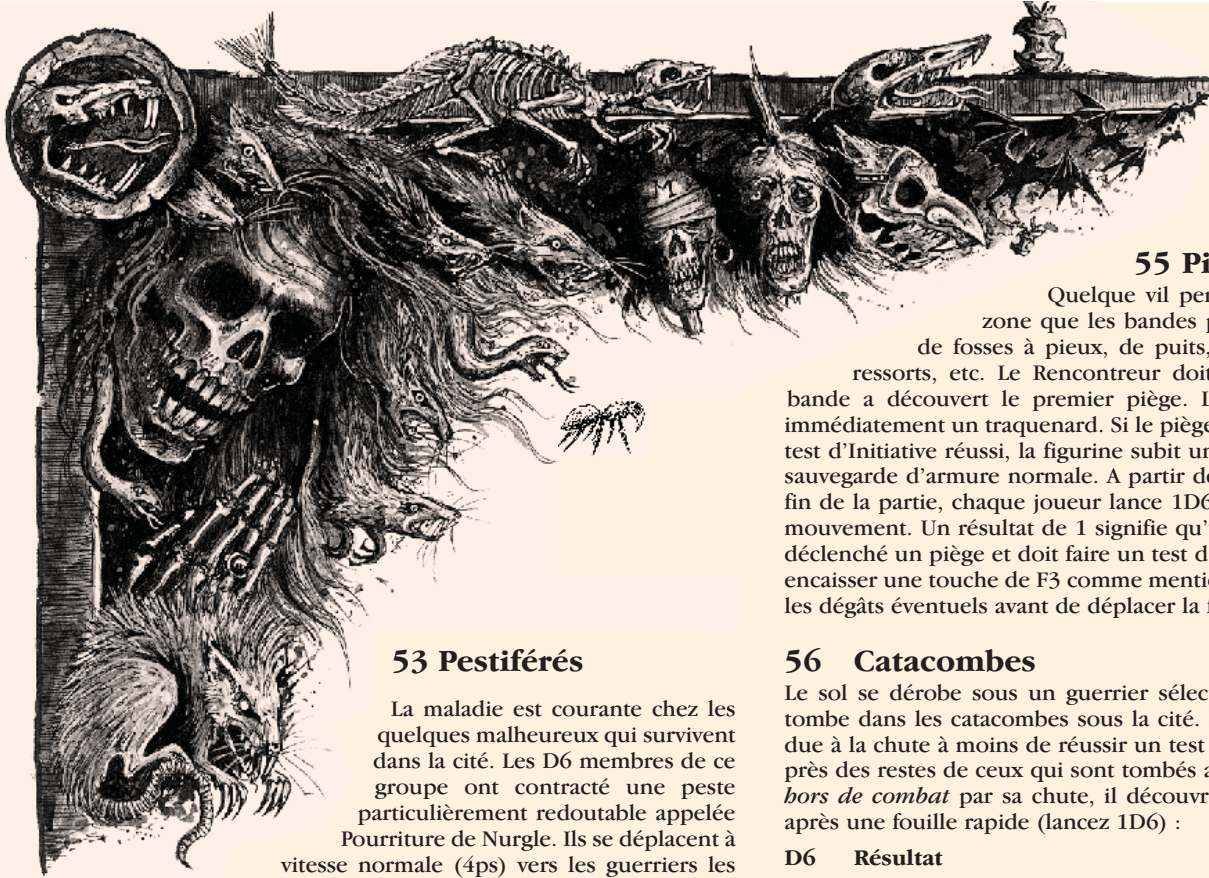 53 Pestiférés
La maladie est courante chez les
quelques malheureux qui survivent
dans la cité. Les D6 membres de ce
groupe ont contracté une peste
particulièrement redoutable appelée
Pourriture de Nurgle. Ils se déplacent à
vitesse normale (4ps) vers les guerriers les
55 Pi
Quelque vil per
zone que les bandes p
de fosses à pieux, de puits,
ressorts, etc. Le Rencontreur doit
bande a découvert le premier piège. L
immédiatement un traquenard. Si le piège
test d'Initiative réussi, la figurine subit un
sauvegarde d'armure normale. A partir de
fin de la partie, chaque joueur lance 1D6
mouvement. Un résultat de 1 signifie qu'
déclenché un piège et doit faire un test d
encaisser une touche de F3 comme mentio
les dégâts éventuels avant de déplacer la f
56 Catacombes
Le sol se dérobe sous un guerrier sélec
tombe dans les catacombes sous la cité.
due à la chute à moins de réussir un test
près des restes de ceux qui sont tombés a
hors de combat par sa chute, il découvr
après une fouille rapide (lancez 1D6) :
D6 Résultat